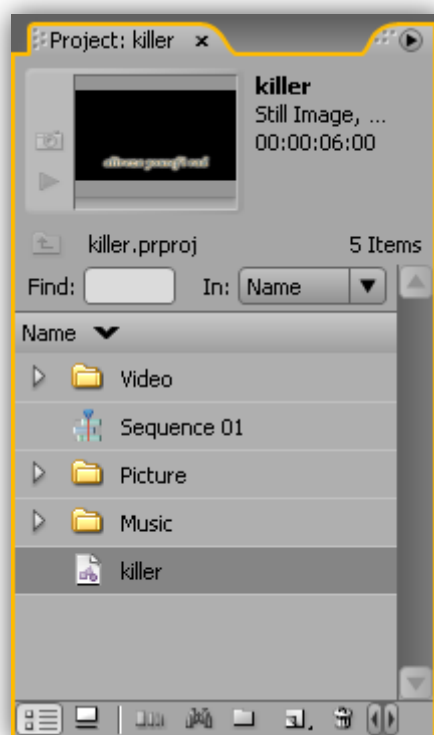 Project: killer x
killer
Still Image, ...
00:00:06:00
killer.prproj 5 Items
Find: In: Name
Name
Video
Sequence 01
Picture
Music
killer